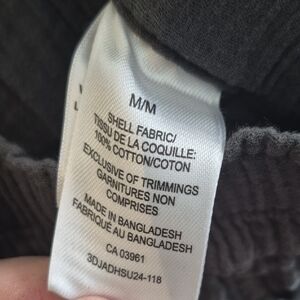 M/M
SHELL FABRIC/
TISSU DE LA COQUILLE:
100% COTTON/COTON
EXCLUSIVE OF TRIMMINGS
GARNITURES NON
COMPRISES
MADE IN BANGLADESH
FABRIQUÉ AU BANGLADESH
CA 03961
3DJADHSU24-118